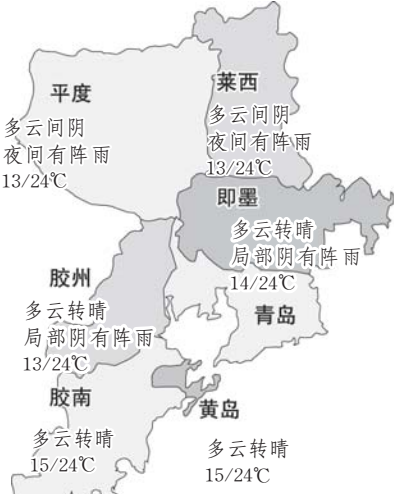 平度
多云间阴
夜间有阵雨
13/24℃
莱西
多云间阴
夜间有阵雨
13/24℃
即墨
多云转晴
局部阴有阵雨
14/24℃
胶州
多云转晴
局部阴有阵雨
13/24℃
青岛
胶南
多云转晴
15/24℃
黄岛
多云转晴
15/24℃